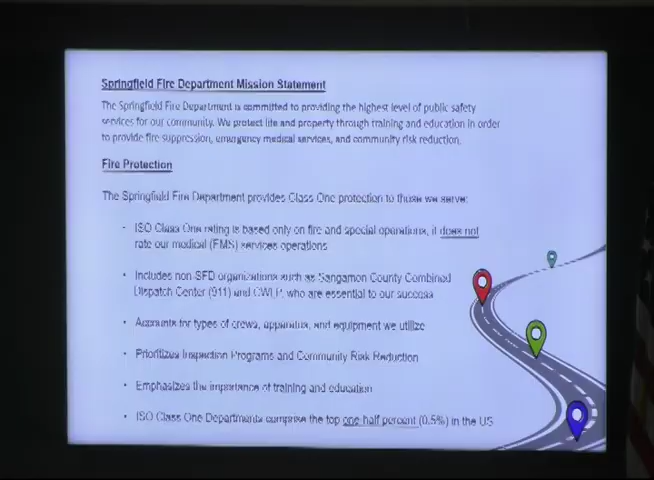 Springfield Fire Department Mission Statement
The Springfield Fire Department is committed to providing the highest level of public safety
services for our community. We protect life and property through training and education in order
to provide fire suppression, emergency medical services, and community risk reduction.
Fire Protection
The Springfield Fire Department provides Class One protection to those we serve:
- ISO Class One rating is based only on fire and special operations, it does not
rate our medical (EMS) services operations
• Includes non-SFD organizations such as Sangamon County Combined
Dispatch Center (911) and CWLP, who are essential to our success
• Accounts for types of crews, apparatus, and equipment we utilize
• Prioritizes Inspection Programs and Community Risk Reduction
• Emphasizes the importance of training and education
• ISO Class One Departments comprise the top one-half percent (0.5%) in the US